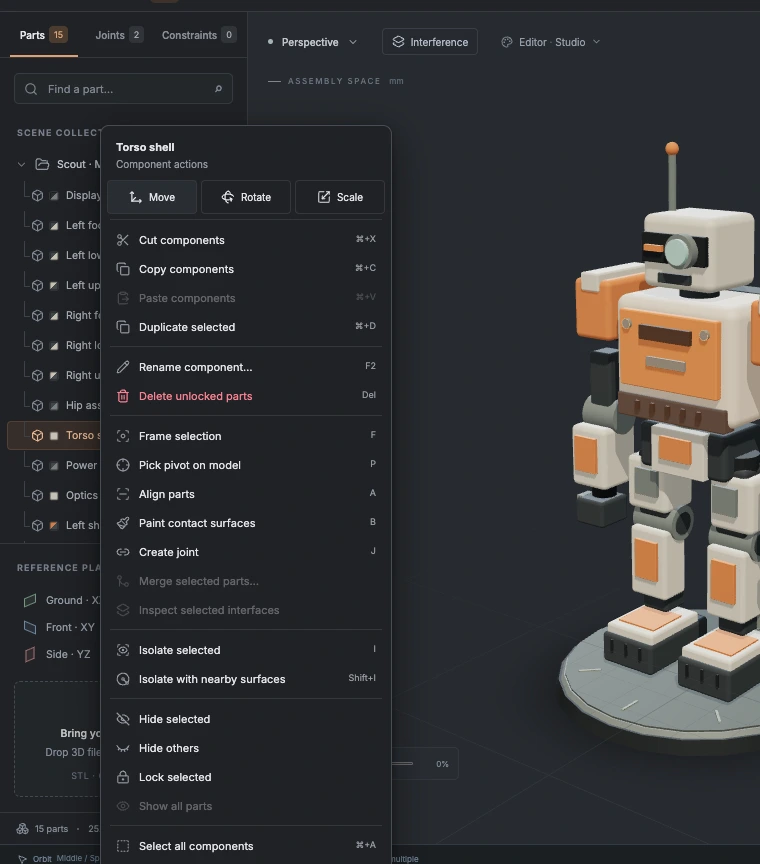 Parts 15 Joints 2 Constraints 0
Perspective Interference Editor · Studio
ASSEMBLY SPACE mm
Find a part...
SCENE COLLECT
Torso shell
Component actions
Scout ·
Move Rotate Scale
Display
Left foo
Cut components ⌘+X
Left low
Copy components ⌘+C
Left up
Paste components ⌘+V
Right fo
Duplicate selected ⌘+D
Right lo
Right u
Rename component... F2
Hip ass
Delete unlocked parts Del
Torso s
Frame selection F
Power
Pick pivot on model P
Optics
Align parts A
Left sh
Paint contact surfaces B
Create joint J
REFERENCE PLA
Merge selected parts...
Ground · X
Inspect selected interfaces
Front · XY
Side · YZ
Isolate selected I
Isolate with nearby surfaces Shift+I
Hide selected
Bring yo
Hide others
Drop 3D file
0%
STL ·
Lock selected
Show all parts
15 parts · 25
Select all components ⌘+A
Orbit Middle / Sp
multiple